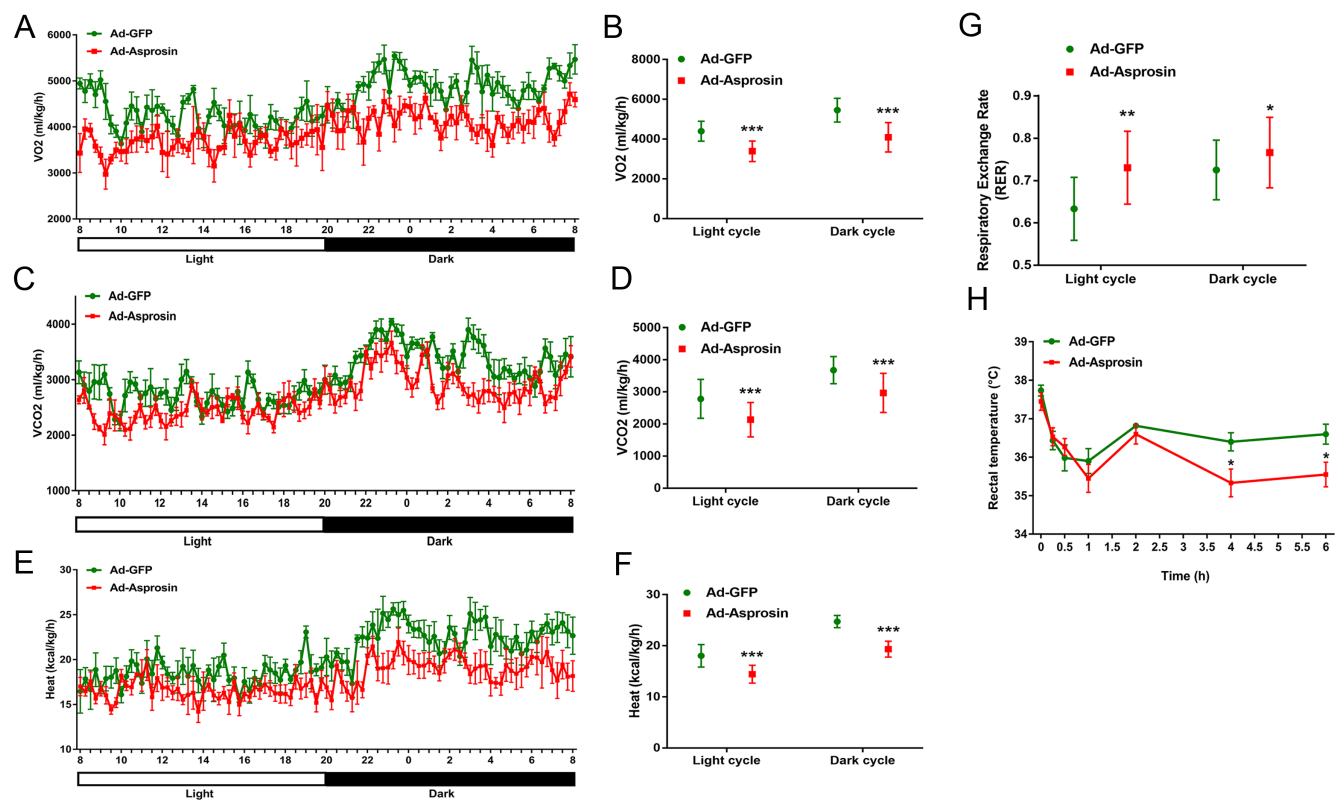 A
Ad-GFP
Ad-Asprosin
VO2 (ml/kg/h)
6000
5000
4000
3000
2000
8 10 12 14 16 18 20 22 0 2 4 6 8
Light Dark
B
Ad-GFP
Ad-Asprosin
VO2 (ml/kg/h)
8000
6000
4000
2000
0
***
***
Light cycle Dark cycle
C
Ad-GFP
Ad-Asprosin
VCO2 (ml/kg/h)
4000
3000
2000
1000
8 10 12 14 16 18 20 22 0 2 4 6 8
Light Dark
D
Ad-GFP
Ad-Asprosin
VCO2 (ml/kg/h)
5000
4000
3000
2000
1000
0
***
***
Light cycle Dark cycle
E
Ad-GFP
Ad-Asprosin
Heat (kcal/kg/h)
30
25
20
15
10
8 10 12 14 16 18 20 22 0 2 4 6 8
Light Dark
F
Ad-GFP
Ad-Asprosin
Heat (kcal/kg/h)
30
20
10
0
***
***
Light cycle Dark cycle
G
Ad-GFP
Ad-Asprosin
Respiratory Exchange Rate
(RER)
0.9
0.8
0.7
0.6
0.5
**
*
Light cycle Dark cycle
H
Ad-GFP
Ad-Asprosin
Rectal temperature (°C)
39
38
37
36
35
34
*
*
0 0.5 1 1.5 2 2.5 3 3.5 4 4.5 5 5.5 6
Time (h)